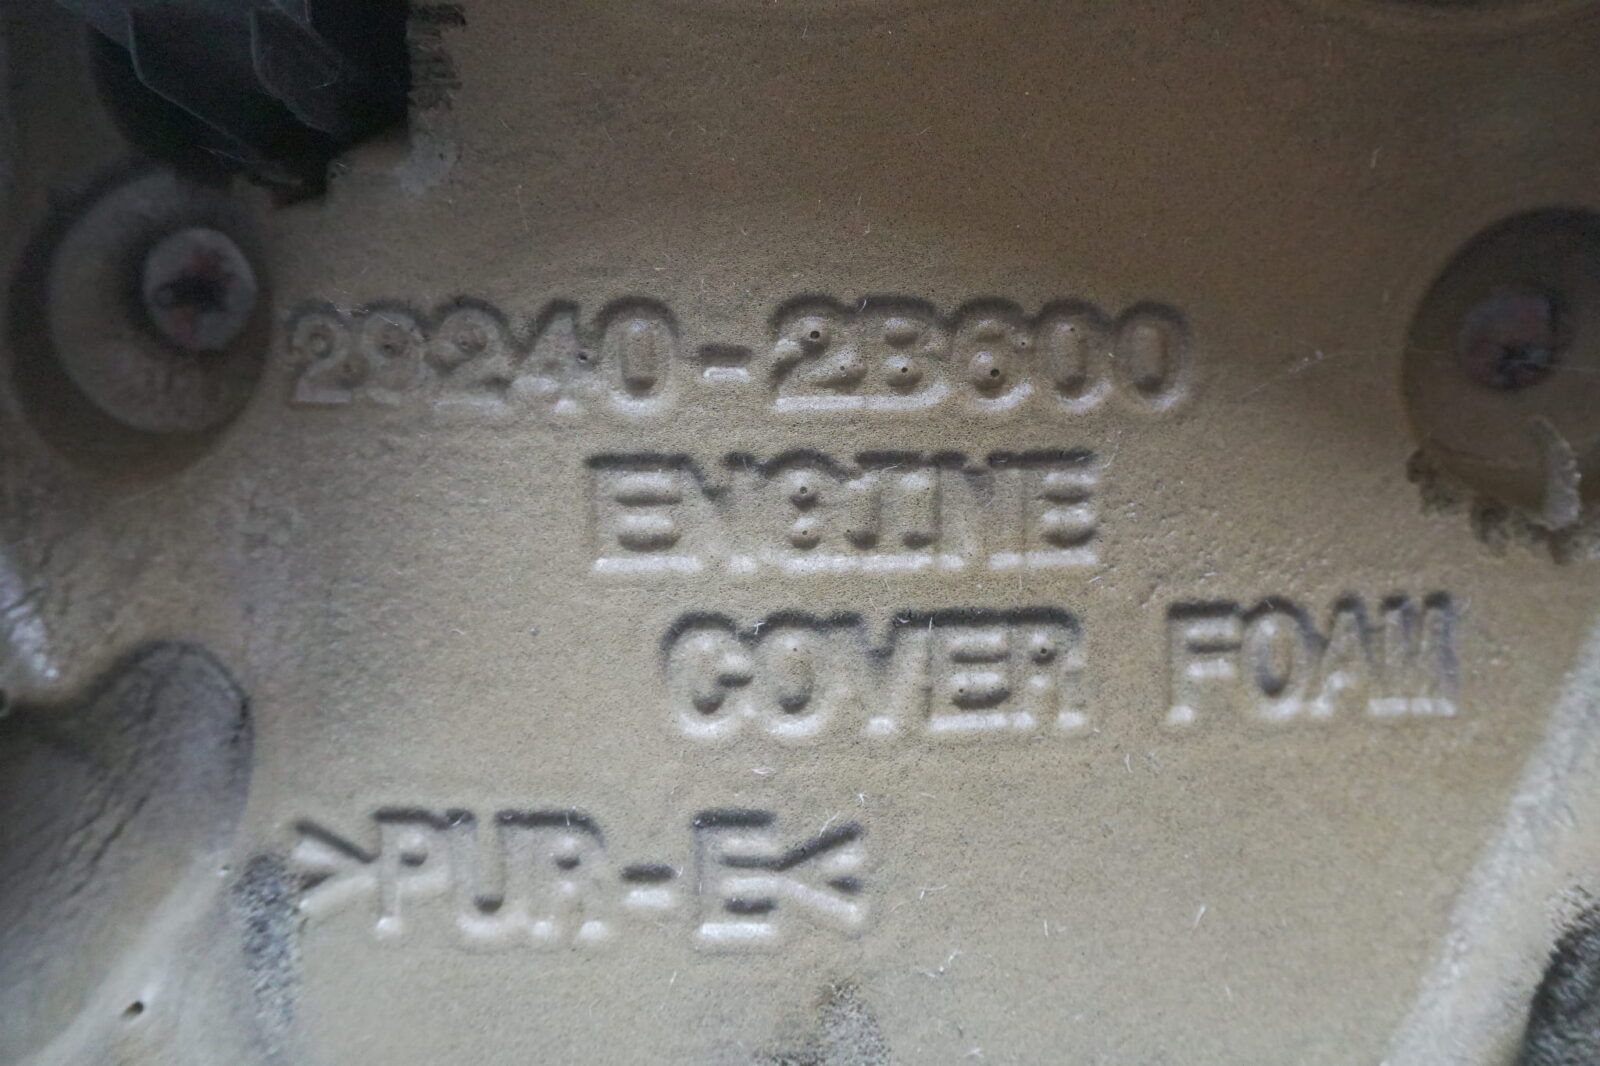 29240-2B600
ENGINE
COVER FOAM
>PUR-E<